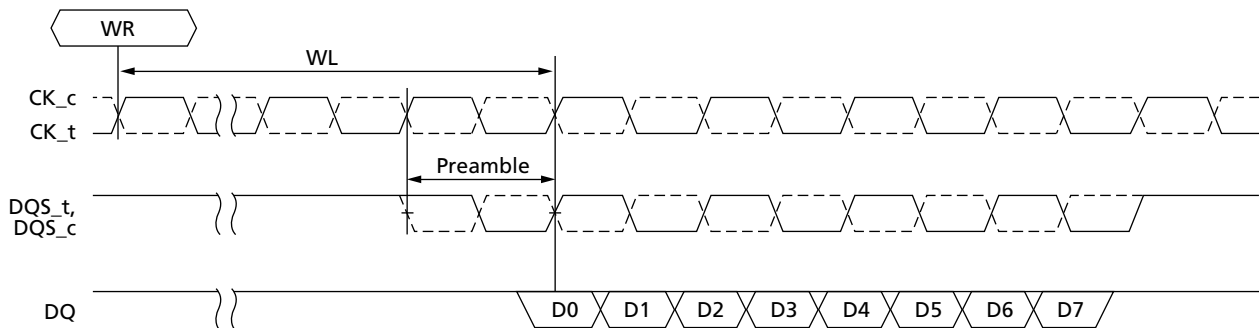 WR
WL
CK_c
CK_t
Preamble
DQS_t,
DQS_c
DQ
D0 D1 D2 D3 D4 D5 D6 D7